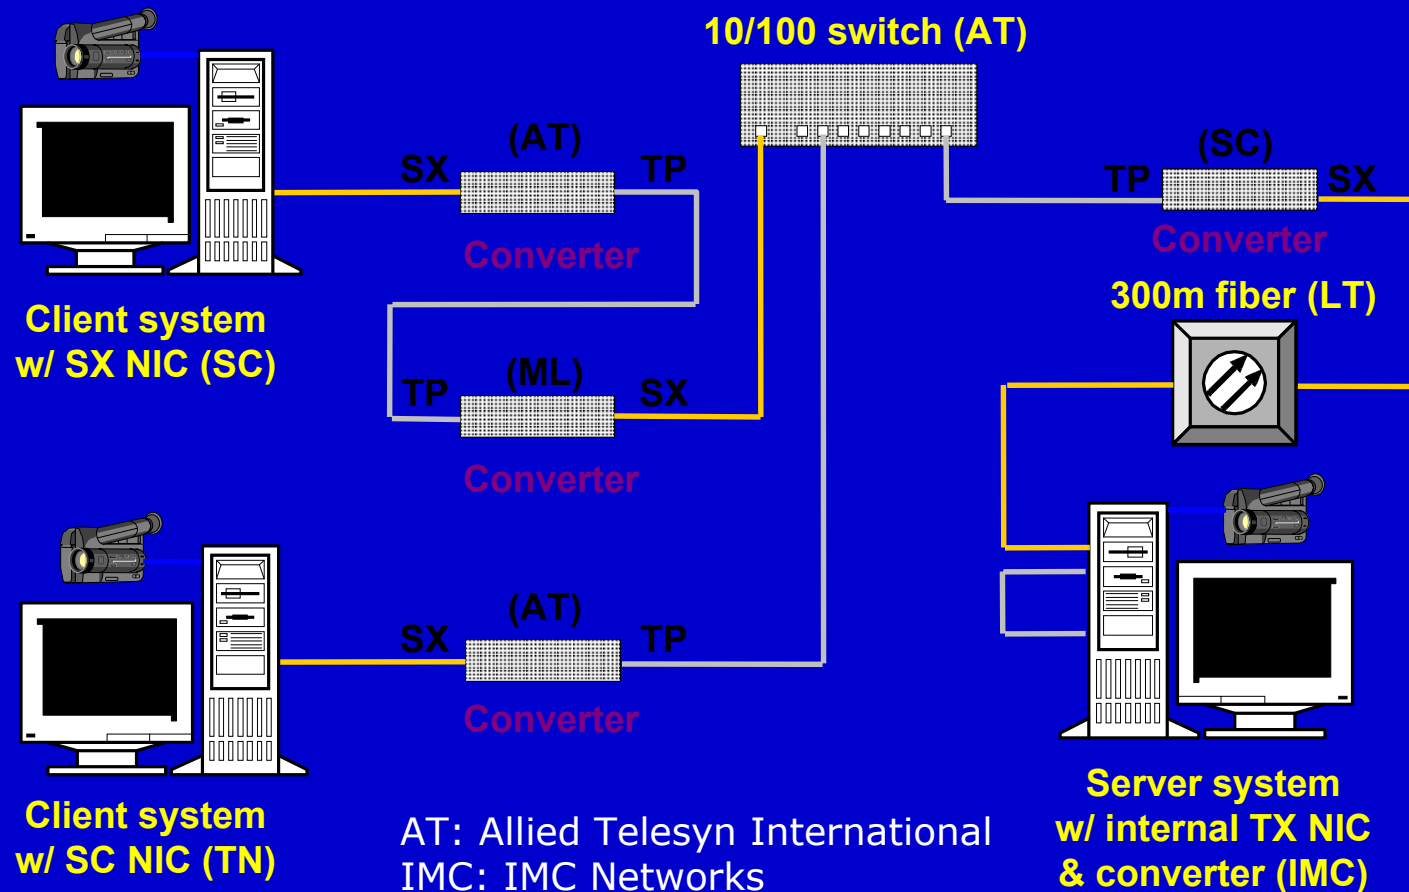 10/100 switch (AT)
(AT)
SX
TP
Converter
(SC)
TP
SX
Converter
300m fiber (LT)
Client system
w/ SX NIC (SC)
(ML)
TP
SX
Converter
(AT)
SX
TP
Converter
Client system
w/ SC NIC (TN)
AT: Allied Telesyn International
IMC: IMC Networks
Server system
w/ internal TX NIC
& converter (IMC)